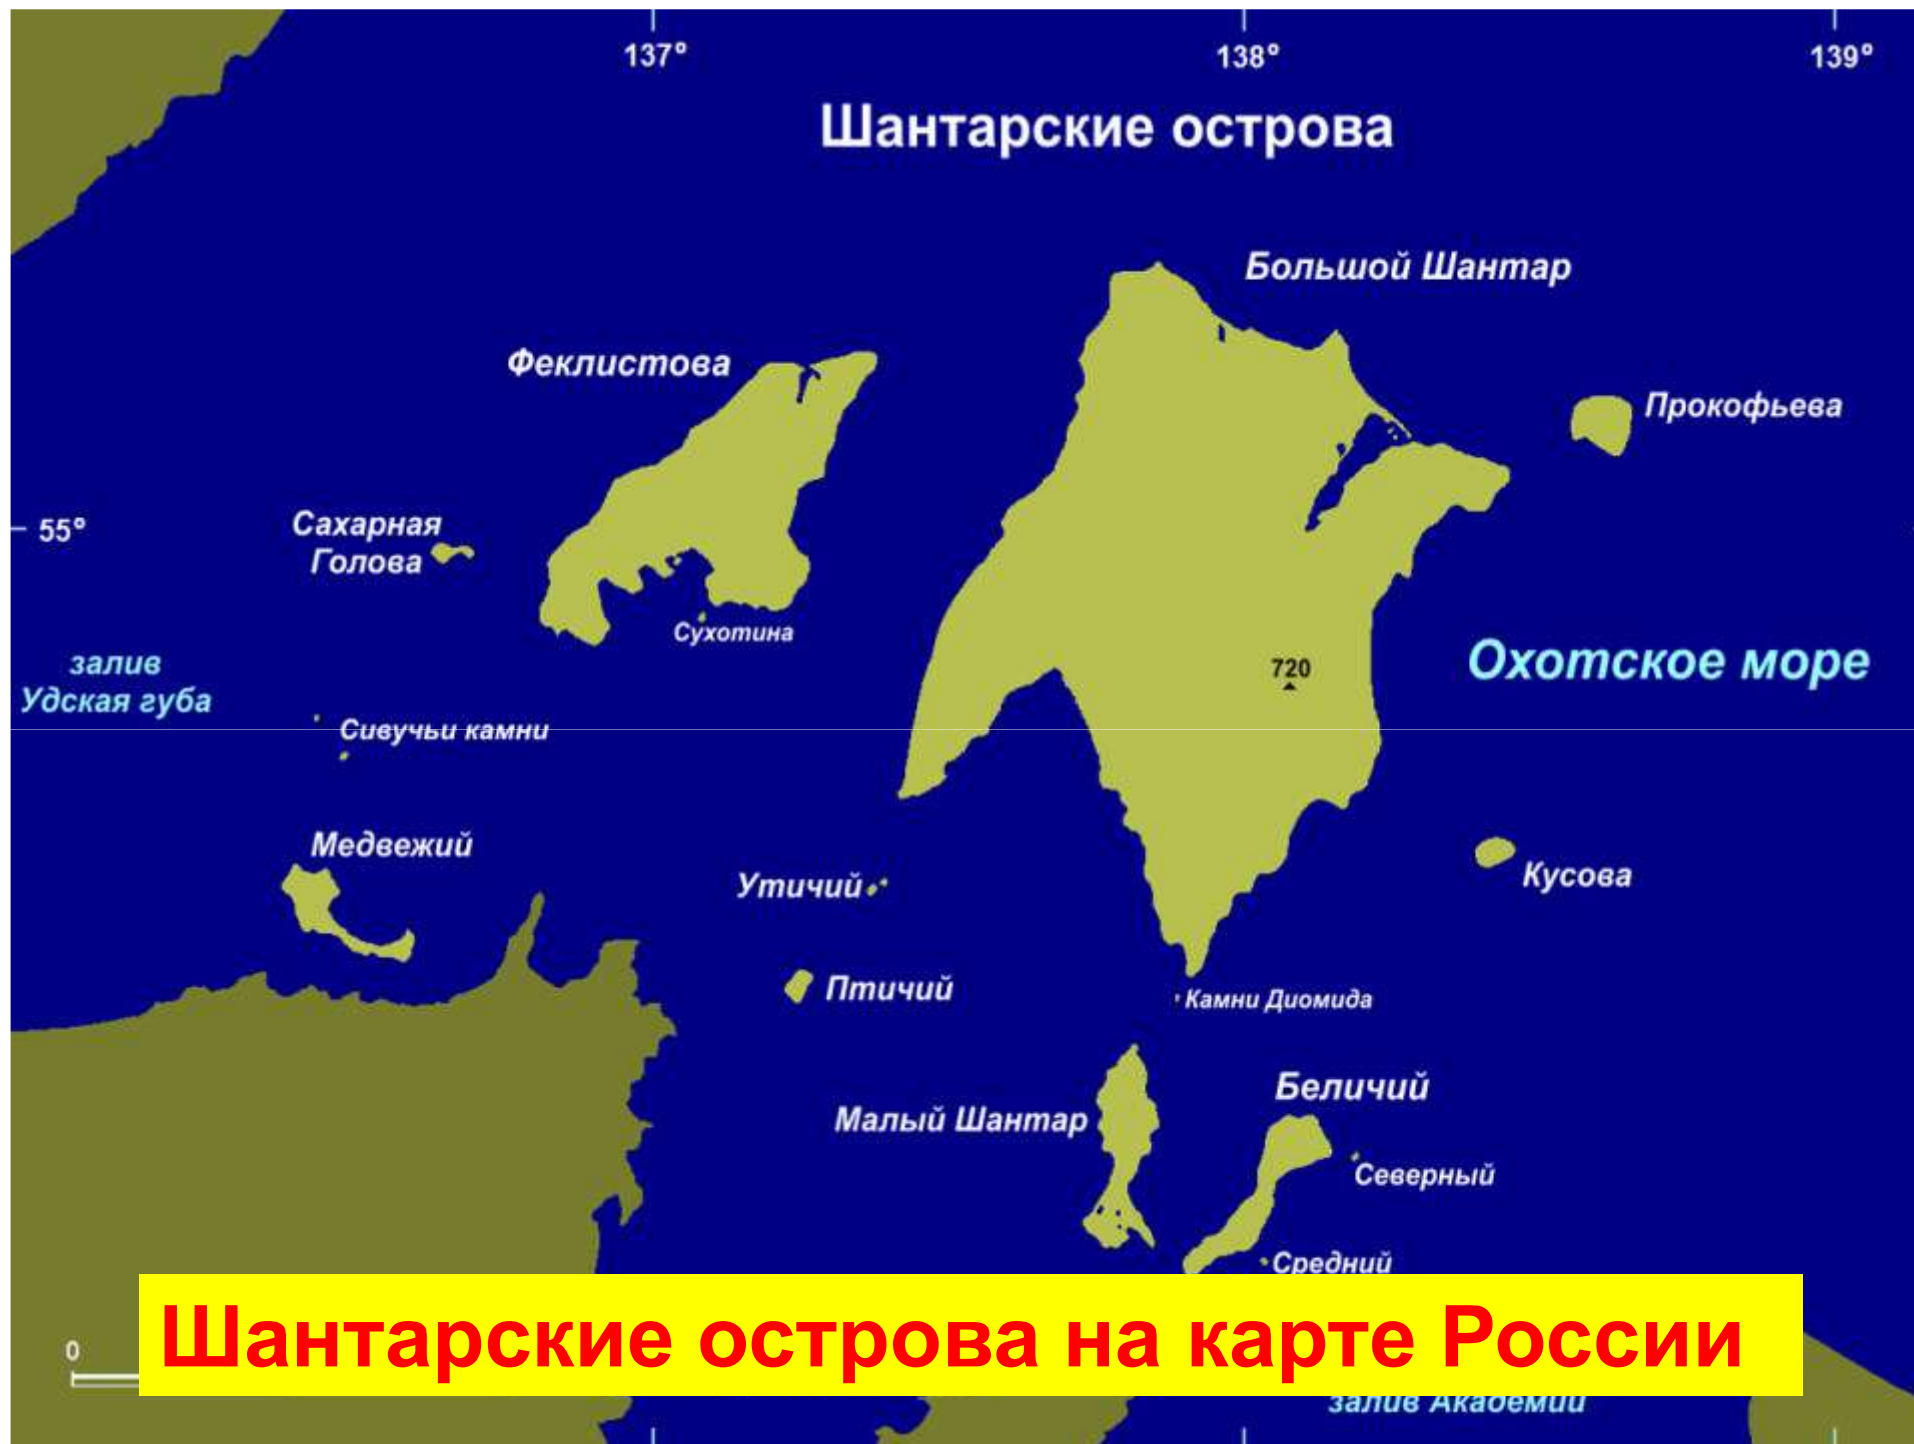 137° 138° 139°
Шантарские острова
Большой Шантар
Феклистова
Прокофьева
55°
Сахарная
Голова
Сухотина
720
Охотское море
залив
Удская губа
Сивучьи камни
Медвежий
Утичий
Кусова
Птичий
Камни Диомида
Беличий
Малый Шантар
Северный
Средний
Шантарские острова на карте России
0
залив Академии